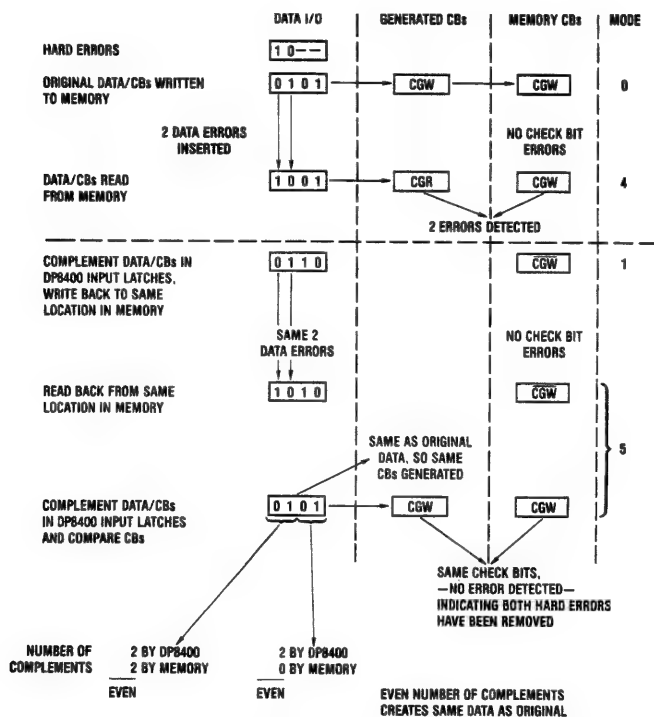 DATA I/O GENERATED CBs MEMORY CBs MODE
HARD ERRORS 1 0 – –
ORIGINAL DATA/CBs WRITTEN
TO MEMORY
0 1 0 1 CGW CGW 0
2 DATA ERRORS
INSERTED
NO CHECK BIT
ERRORS
DATA/CBs READ
FROM MEMORY
1 0 0 1 CGR CGW 4
2 ERRORS DETECTED
COMPLEMENT DATA/CBs IN
DP8400 INPUT LATCHES,
WRITE BACK TO SAME
LOCATION IN MEMORY
0 1 1 0 C̅G̅W̅ 1
SAME 2
DATA ERRORS
NO CHECK BIT
ERRORS
READ BACK FROM SAME
LOCATION IN MEMORY
1 0 1 0 C̅G̅W̅
5
SAME AS ORIGINAL
DATA, SO SAME
CBs GENERATED
COMPLEMENT DATA/CBs
IN DP8400 INPUT LATCHES
AND COMPARE CBs
0 1 0 1 CGW CGW
SAME CHECK BITS,
—NO ERROR DETECTED—
INDICATING BOTH HARD ERRORS
HAVE BEEN REMOVED
NUMBER OF
COMPLEMENTS
2 BY DP8400
2 BY MEMORY
EVEN
2 BY DP8400
0 BY MEMORY
EVEN
EVEN NUMBER OF COMPLEMENTS
CREATES SAME DATA AS ORIGINAL